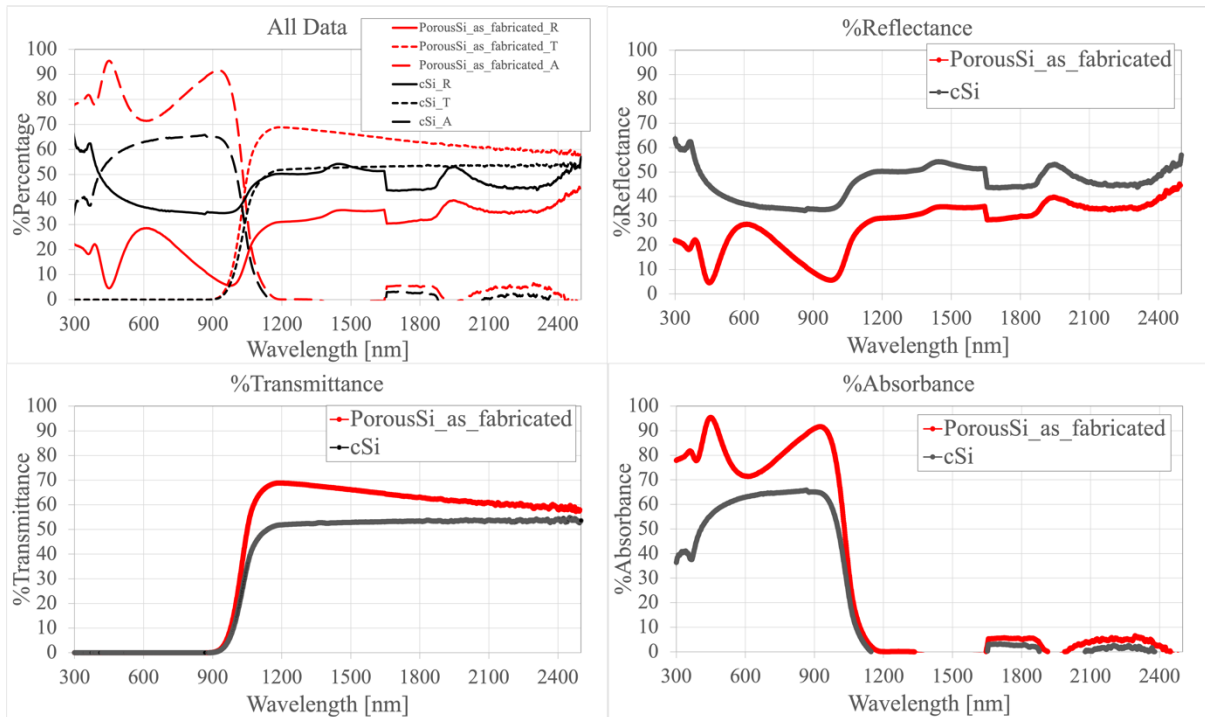 All Data
PorousSi_as_fabricated_R
PorousSi_as_fabricated_T
PorousSi_as_fabricated_A
cSi_R
cSi_T
cSi_A
%Percentage
100
90
80
70
60
50
40
30
20
10
0
300 600 900 1200 1500 1800 2100 2400
Wavelength [nm]
%Reflectance
PorousSi_as_fabricated
cSi
%Reflectance
100
90
80
70
60
50
40
30
20
10
0
300 600 900 1200 1500 1800 2100 2400
Wavelength [nm]
%Transmittance
PorousSi_as_fabricated
cSi
%Transmittance
100
90
80
70
60
50
40
30
20
10
0
300 600 900 1200 1500 1800 2100 2400
Wavelength [nm]
%Absorbance
PorousSi_as_fabricated
cSi
%Absorbance
100
90
80
70
60
50
40
30
20
10
0
300 600 900 1200 1500 1800 2100 2400
Wavelength [nm]